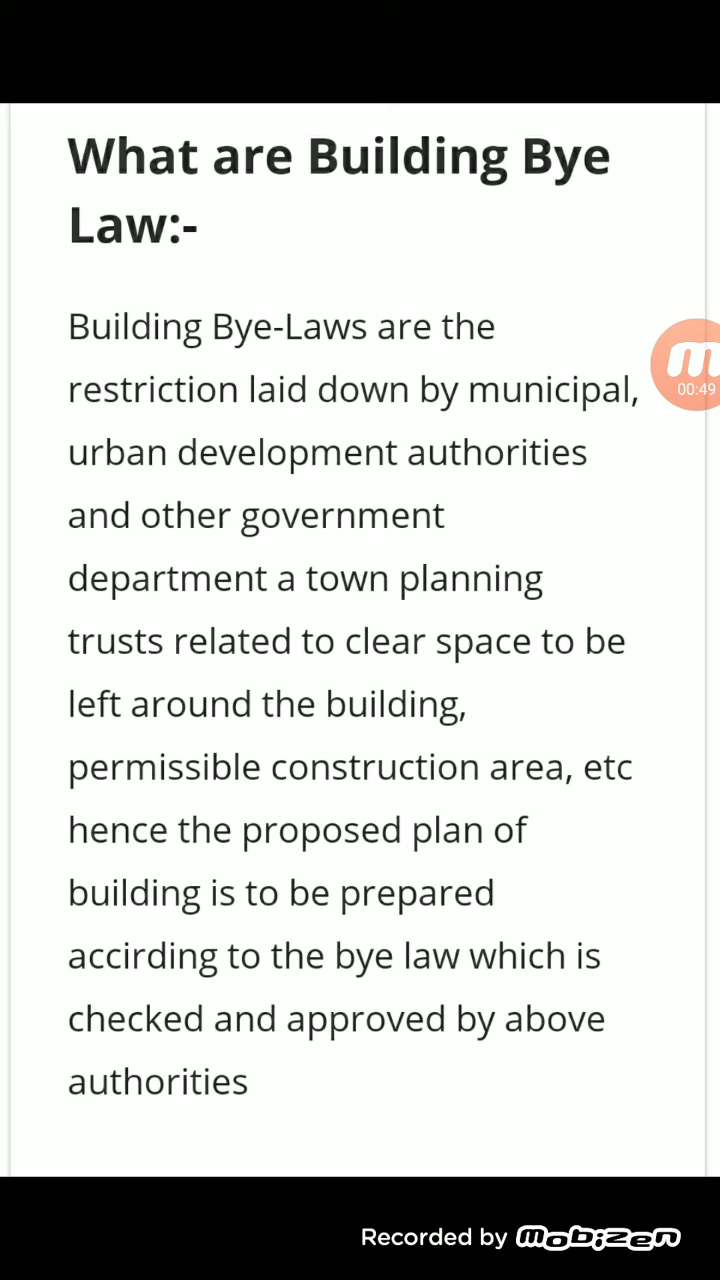 What are Building Bye
Law:-
Building Bye-Laws are the
restriction laid down by municipal,
urban development authorities
and other government
department a town planning
trusts related to clear space to be
left around the building,
permissible construction area, etc
hence the proposed plan of
building is to be prepared
accirding to the bye law which is
checked and approved by above
authorities
m
00:49
Recorded by mobizen